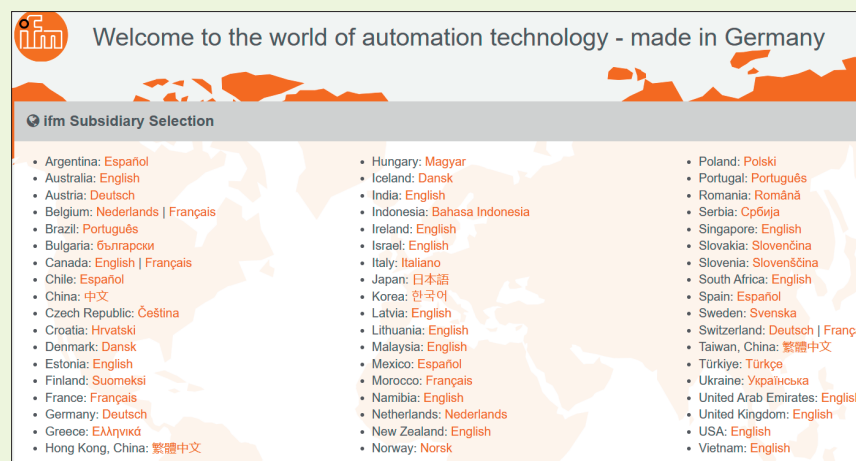 ifm
Welcome to the world of automation technology - made in Germany
ifm Subsidiary Selection
Argentina: Español
Australia: English
Austria: Deutsch
Belgium: Nederlands | Français
Brazil: Português
Bulgaria: български
Canada: English | Français
Chile: Español
China: 中文
Czech Republic: Čeština
Croatia: Hrvatski
Denmark: Dansk
Estonia: English
Finland: Suomeksi
France: Français
Germany: Deutsch
Greece: Ελληνικά
Hong Kong, China: 繁體中文
Hungary: Magyar
Iceland: Dansk
India: English
Indonesia: Bahasa Indonesia
Ireland: English
Israel: English
Italy: Italiano
Japan: 日本語
Korea: 한국어
Latvia: English
Lithuania: English
Malaysia: English
Mexico: Español
Morocco: Français
Namibia: English
Netherlands: Nederlands
New Zealand: English
Norway: Norsk
Poland: Polski
Portugal: Português
Romania: Română
Serbia: Србија
Singapore: English
Slovakia: Slovenčina
Slovenia: Slovenščina
South Africa: English
Spain: Español
Sweden: Svenska
Switzerland: Deutsch | França
Taiwan, China: 繁體中文
Türkiye: Türkçe
Ukraine: Українська
United Arab Emirates: English
United Kingdom: English
USA: English
Vietnam: English